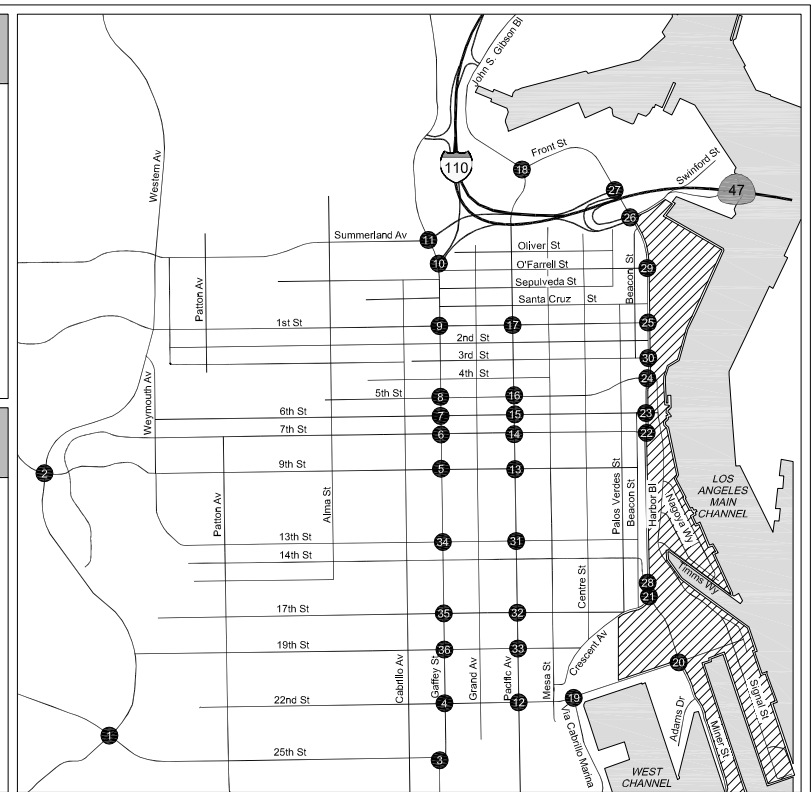 John S. Gibson Bl
Front St
Swinford St
Western Av
110
18
27
47
26
11
Summerland Av
10
Oliver St
O'Farrell St
29
Beacon St
Sepulveda St
Santa Cruz St
Patton Av
1st St
9
17
25
2nd St
3rd St
30
4th St
24
5th St
8
16
6th St
7
15
23
7th St
6
14
22
Weymouth Av
2
9th St
5
13
Patton Av
Alma St
Palos Verdes St
Beacon St
Harbor Bl
Nagoya Wy
LOS
ANGELES
MAIN
CHANNEL
13th St
34
31
14th St
Centre St
28
21
Timms Wy
17th St
35
32
19th St
36
33
Crescent Av
20
Cabrillo Av
Gaffey St
Grand Av
Pacific Av
Mesa St
22nd St
4
12
19
Via Cabrillo Marina
Adams Dr
Miner St
Signal St
1
25th St
3
WEST
CHANNEL